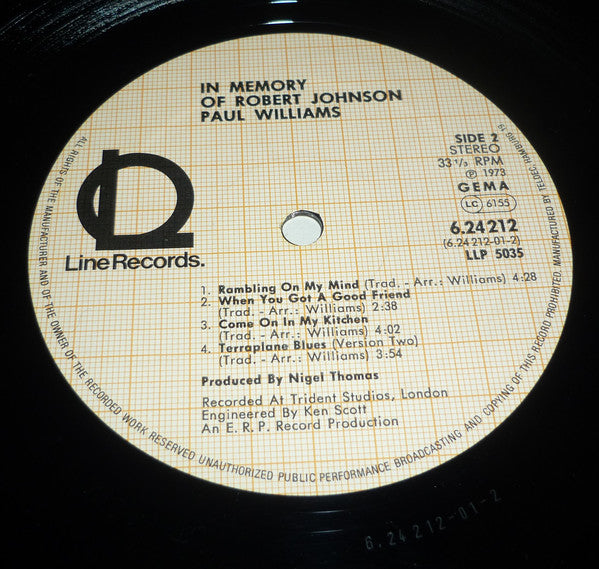 IN MEMORY
OF ROBERT JOHNSON
PAUL WILLIAMS
SIDE 2
STEREO
33 1/3 RPM
Ⓟ 1973
GEMA
LC 6155
6.24212
(6.24 212-01-2)
LLP 5035
Line Records.
1. Rambling On My Mind (Trad. - Arr.: Williams) 4:28
2. When You Got A Good Friend
(Trad. - Arr.: Williams) 2:38
3. Come On In My Kitchen
(Trad. - Arr.: Williams) 4:02
4. Terraplane Blues (Version Two)
(Trad. - Arr.: Williams) 3:54
Produced By Nigel Thomas
Recorded At Trident Studios, London
Engineered By Ken Scott
An E. R. P. Record Production
ALL RIGHTS OF THE MANUFACTURER AND OF THE OWNER OF THE RECORDED WORK RESERVED UNAUTHORIZED PUBLIC PERFORMANCE BROADCASTING AND COPYING OF THIS RECORD PROHIBITED. MANUFACTURED BY TELDEC HAMBURG
6.24212-01-2